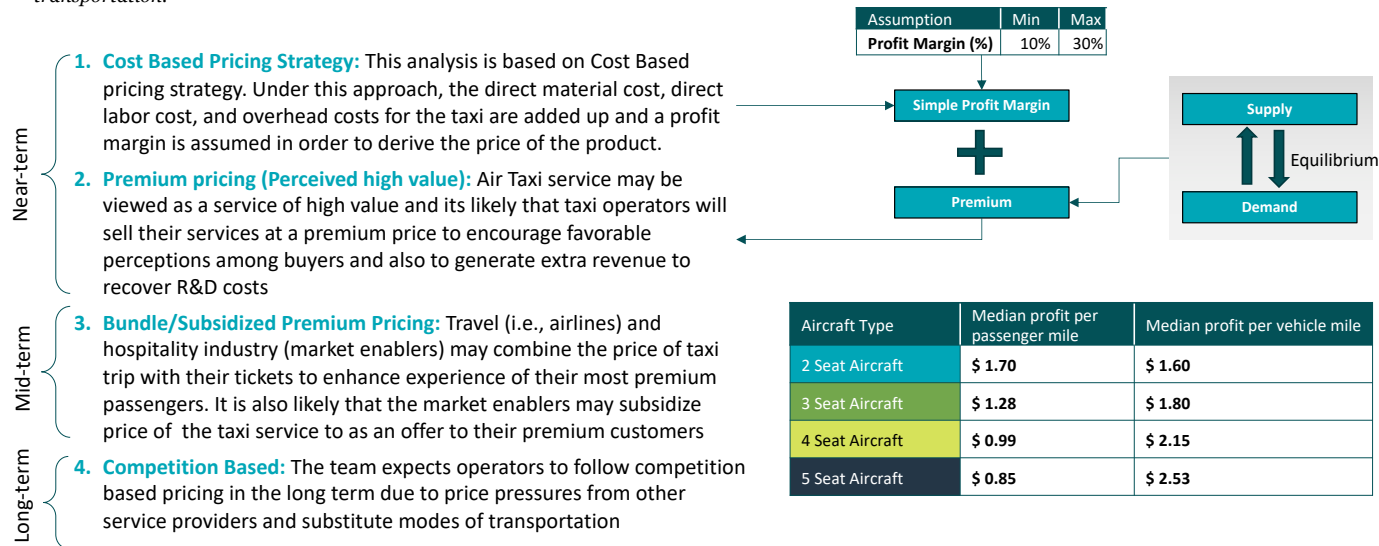 transportation.
Near-term
1. Cost Based Pricing Strategy: This analysis is based on Cost Based
pricing strategy. Under this approach, the direct material cost, direct
labor cost, and overhead costs for the taxi are added up and a profit
margin is assumed in order to derive the price of the product.
2. Premium pricing (Perceived high value): Air Taxi service may be
viewed as a service of high value and its likely that taxi operators will
sell their services at a premium price to encourage favorable
perceptions among buyers and also to generate extra revenue to
recover R&D costs
Mid-term
3. Bundle/Subsidized Premium Pricing: Travel (i.e., airlines) and
hospitality industry (market enablers) may combine the price of taxi
trip with their tickets to enhance experience of their most premium
passengers. It is also likely that the market enablers may subsidize
price of the taxi service to as an offer to their premium customers
Long-term
4. Competition Based: The team expects operators to follow competition
based pricing in the long term due to price pressures from other
service providers and substitute modes of transportation
Assumption Min Max
Profit Margin (%) 10% 30%
Simple Profit Margin
Premium
Supply
Equilibrium
Demand
Aircraft Type Median profit per
passenger mile Median profit per vehicle mile
2 Seat Aircraft $ 1.70 $ 1.60
3 Seat Aircraft $ 1.28 $ 1.80
4 Seat Aircraft $ 0.99 $ 2.15
5 Seat Aircraft $ 0.85 $ 2.53